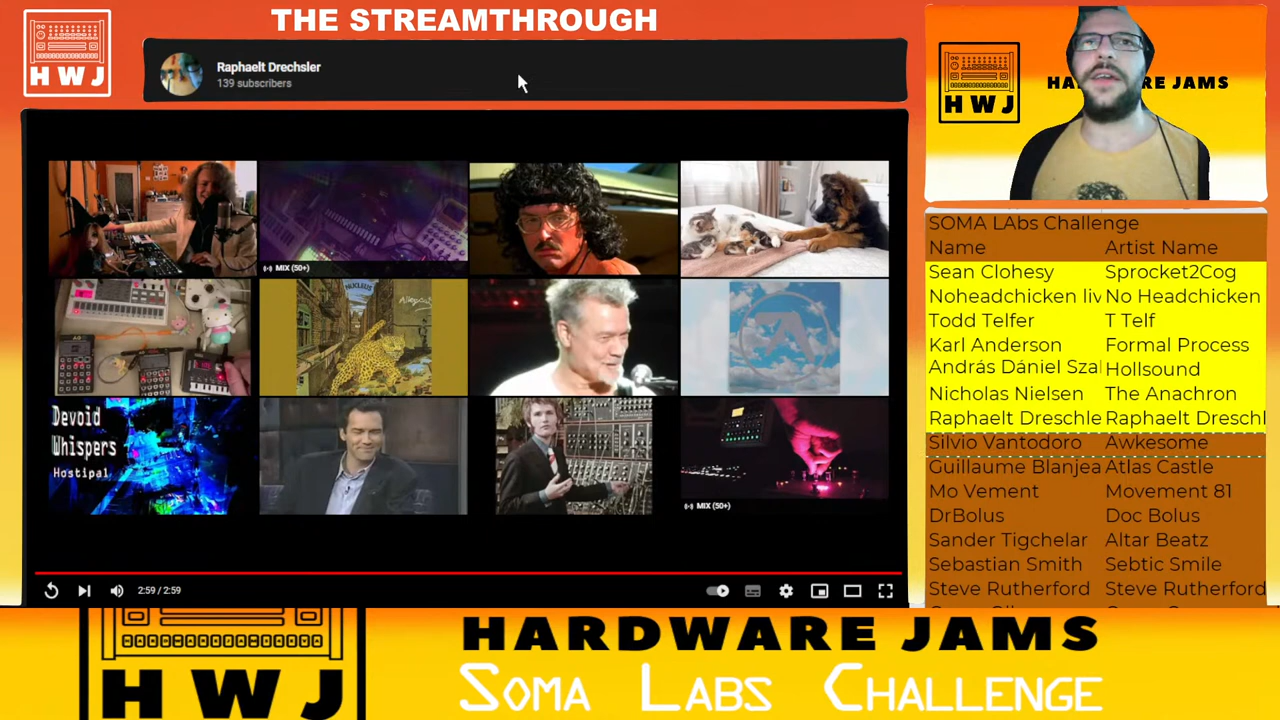 THE STREAMTHROUGH
HWJ
Raphaelt Drechsler
139 subscribers
HWJ
HARDWARE JAMS
MIX (50+)
NUCLEUS
Alleycat
Devoid
Whispers
Hostipal
MIX (50+)
2:59 / 2:59
SOMA LAbs Challenge
Name Artist Name
Sean Clohesy Sprocket2Cog
Noheadchicken liv No Headchicken
Todd Telfer T Telf
Karl Anderson Formal Process
András Dániel Sza Hollsound
Nicholas Nielsen The Anachron
Raphaelt Dreschle Raphaelt Dreschl
Silvio Vantodoro Awkesome
Guillaume Blanjea Atlas Castle
Mo Vement Movement 81
DrBolus Doc Bolus
Sander Tigchelar Altar Beatz
Sebastian Smith Sebtic Smile
Steve Rutherford Steve Rutherford
HWJ
HARDWARE JAMS
SOMA LABS CHALLENGE